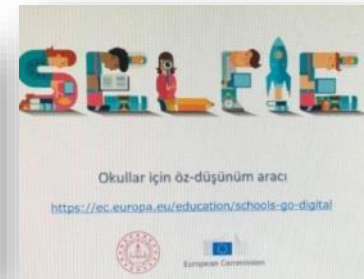 SELFIE
Okullar için öz-düşünüm aracı
https://ec.europa.eu/education/schools-go-digital
European Commission